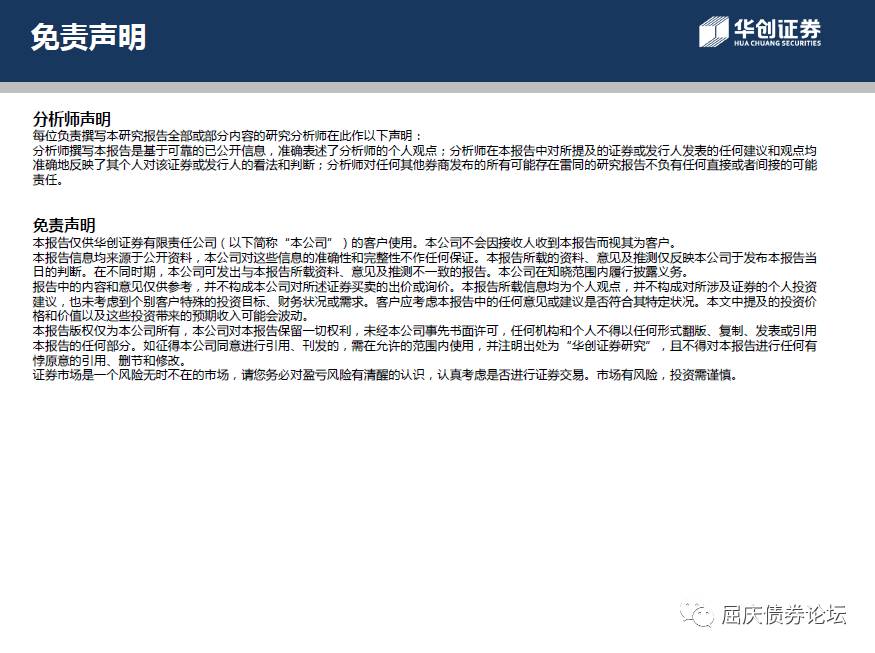 免责声明
华创证券
HUA CHUANG SECURITIES
分析师声明
每位负责撰写本研究报告全部或部分内容的研究分析师在此作以下声明：
分析师撰写本报告是基于可靠的已公开信息，准确表述了分析师的个人观点；分析师在本报告中对所提及的证券或发行人发表的任何建议和观点均
准确地反映了其个人对该证券或发行人的看法和判断；分析师对任何其他券商发布的所有可能存在雷同的研究报告不负有任何直接或者间接的可能
责任。
免责声明
本报告仅供华创证券有限责任公司（以下简称“本公司”）的客户使用。本公司不会因接收人收到本报告而视其为客户。
本报告信息均来源于公开资料，本公司对这些信息的准确性和完整性不作任何保证。本报告所载的资料、意见及推测仅反映本公司于发布本报告当
日的判断。在不同时期，本公司可发出与本报告所载资料、意见及推测不一致的报告。本公司在知晓范围内履行披露义务。
报告中的内容和意见仅供参考，并不构成本公司对所述证券买卖的出价或询价。本报告所载信息均为个人观点，并不构成对所涉及证券的个人投资
建议，也未考虑到个别客户特殊的投资目标、财务状况或需求。客户应考虑本报告中的任何意见或建议是否符合其特定状况。本文中提及的投资价
格和价值以及这些投资带来的预期收入可能会波动。
本报告版权仅为本公司所有，本公司对本报告保留一切权利，未经本公司事先书面许可，任何机构和个人不得以任何形式翻版、复制、发表或引用
本报告的任何部分。如征得本公司同意进行引用、刊发的，需在允许的范围内使用，并注明出处为“华创证券研究”，且不得对本报告进行任何有
悖原意的引用、删节和修改。
证券市场是一个风险无时不在的市场，请您务必对盈亏风险有清醒的认识，认真考虑是否进行证券交易。市场有风险，投资需谨慎。
屈庆债券论坛